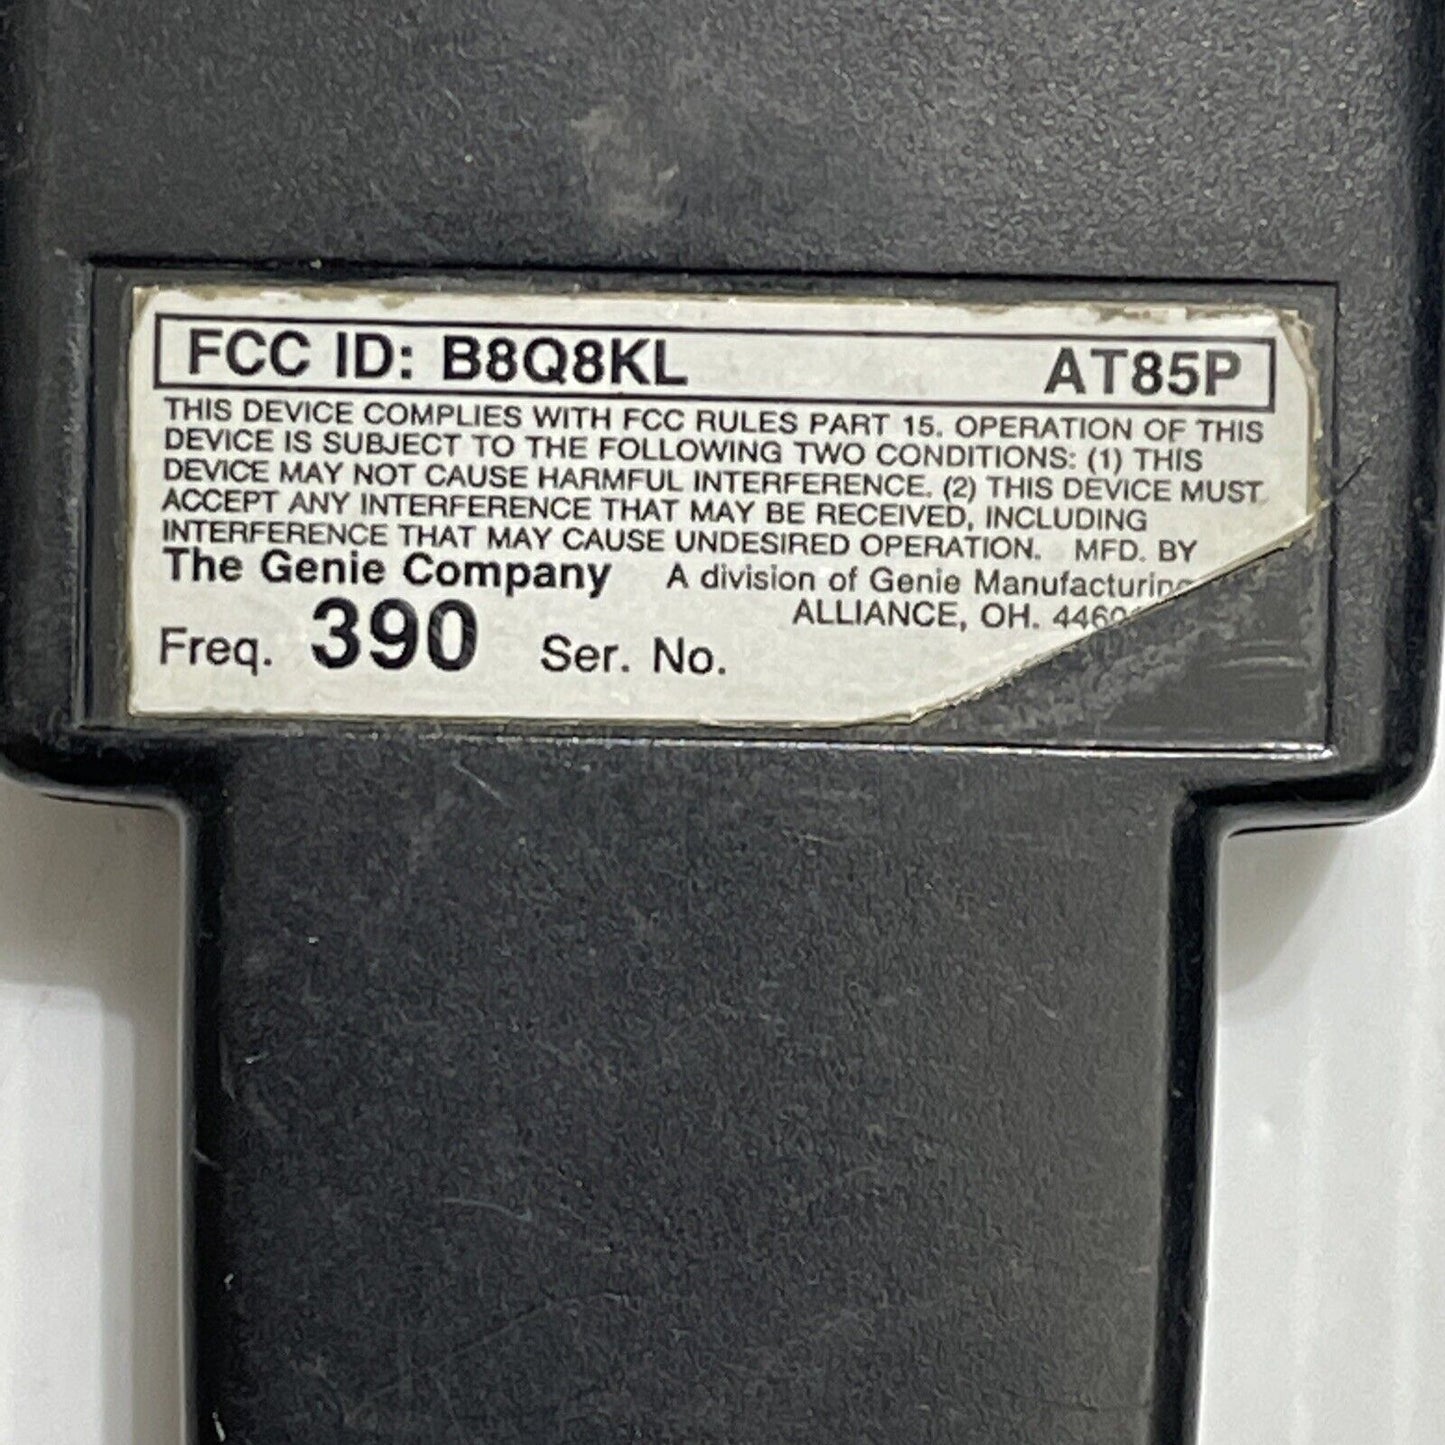 FCC ID: B8Q8KL AT85P
THIS DEVICE COMPLIES WITH FCC RULES PART 15. OPERATION OF THIS
DEVICE IS SUBJECT TO THE FOLLOWING TWO CONDITIONS: (1) THIS
DEVICE MAY NOT CAUSE HARMFUL INTERFERENCE. (2) THIS DEVICE MUST
ACCEPT ANY INTERFERENCE THAT MAY BE RECEIVED, INCLUDING
INTERFERENCE THAT MAY CAUSE UNDESIRED OPERATION. MFD. BY
The Genie Company A division of Genie Manufacturing
ALLIANCE, OH.
Freq. 390 Ser. No.